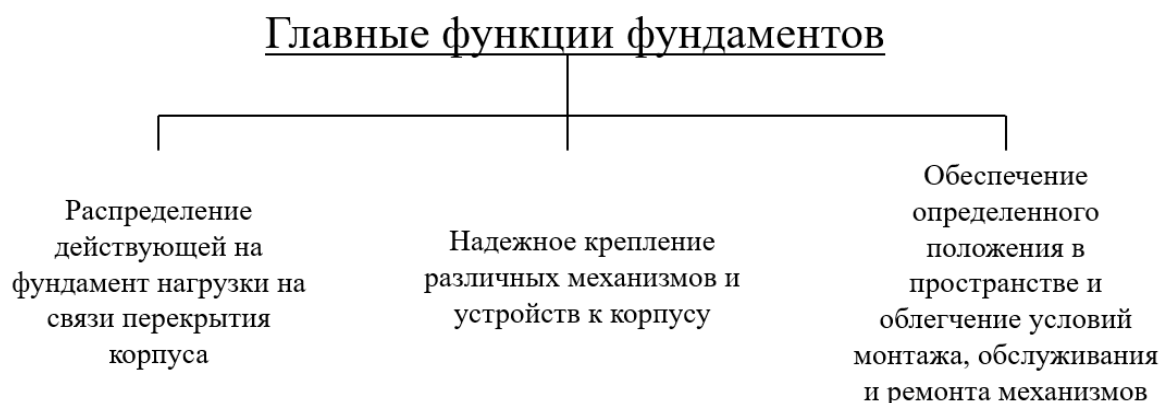 Главные функции фундаментов
Распределение
действующей на
фундамент нагрузки на
связи перекрытия
корпуса
Надежное крепление
различных механизмов и
устройств к корпусу
Обеспечение
определенного
положения в
пространстве и
облегчение условий
монтажа, обслуживания
и ремонта механизмов